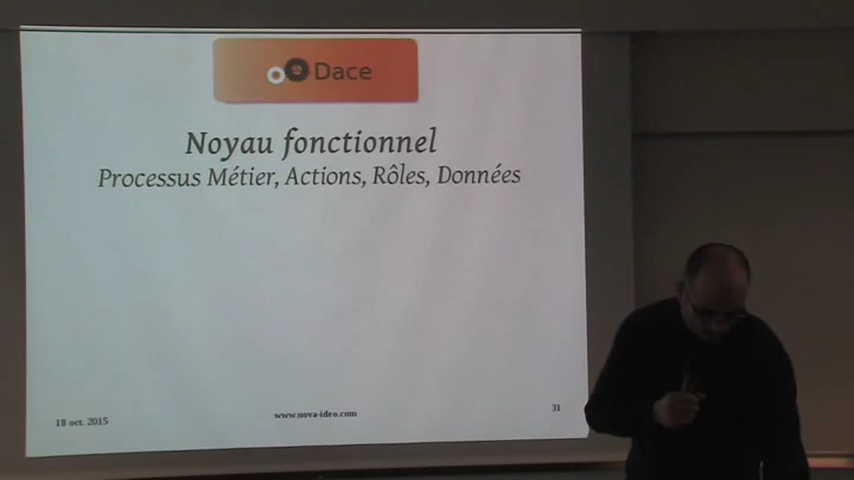 Dace
Noyau fonctionnel
Processus Métier, Actions, Rôles, Données
18 oct. 2015
www.nova-ideo.com
31